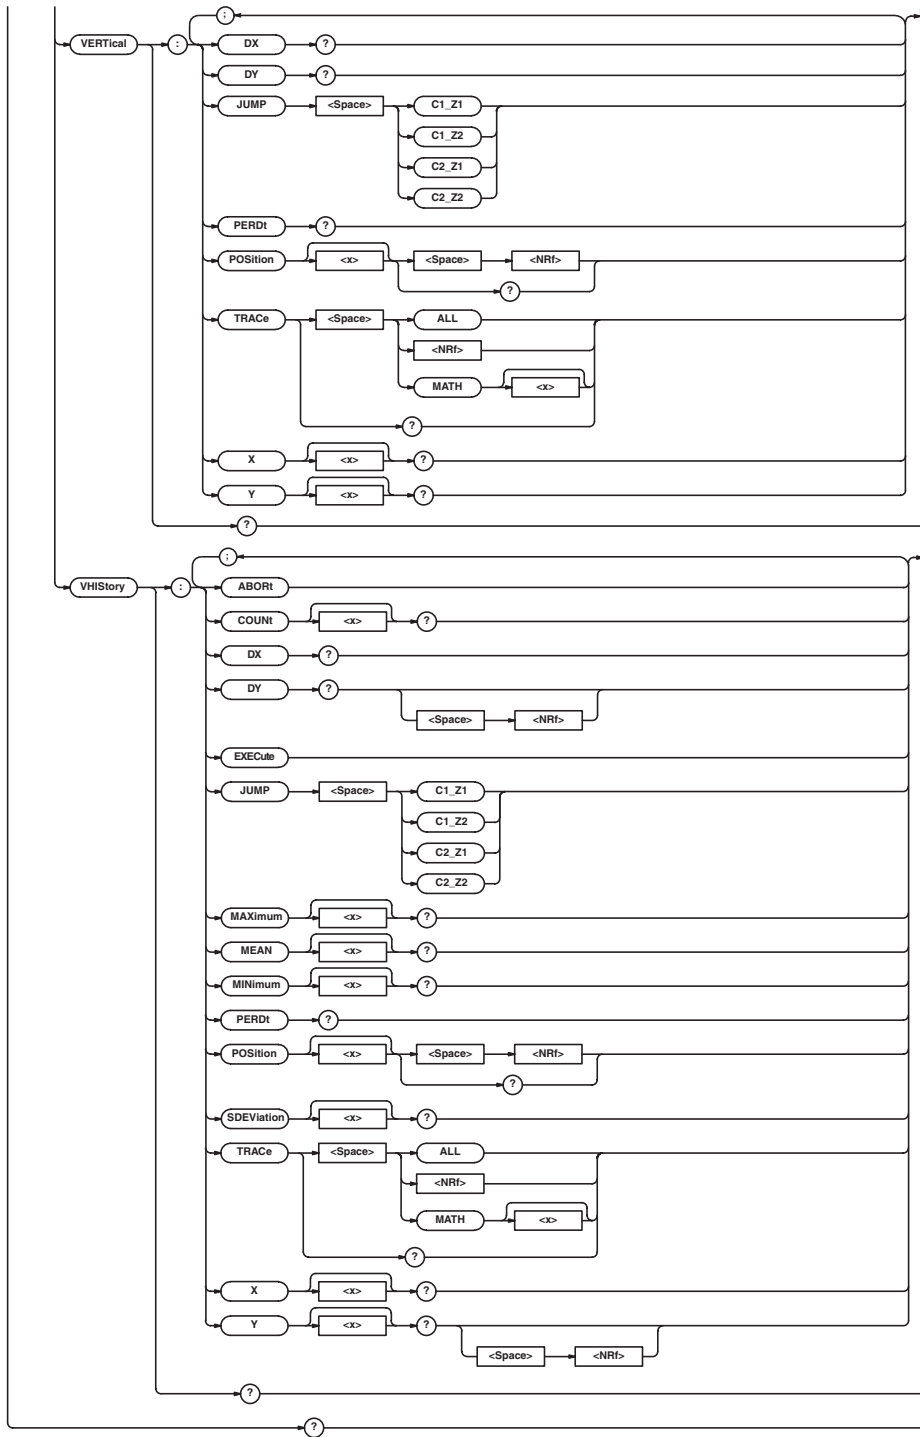 ;
VERTical : DX ?
DY ?
JUMP <Space> C1_Z1
C1_Z2
C2_Z1
C2_Z2
PERDt ?
POSition <x> <Space> <NRf>
?
TRACe <Space> ALL
<NRf>
MATH <x>
?
X <x> ?
Y <x> ?
?
;
VHIStory : ABORt
COUNt <x> ?
DX ?
DY ?
<Space> <NRf>
EXECute
JUMP <Space> C1_Z1
C1_Z2
C2_Z1
C2_Z2
MAXimum <x> ?
MEAN <x> ?
MINimum <x> ?
PERDt ?
POSition <x> <Space> <NRf>
?
SDEViation <x> ?
TRACe <Space> ALL
<NRf>
MATH <x>
?
X <x> ?
Y <x> ?
<Space> <NRf>
?
?